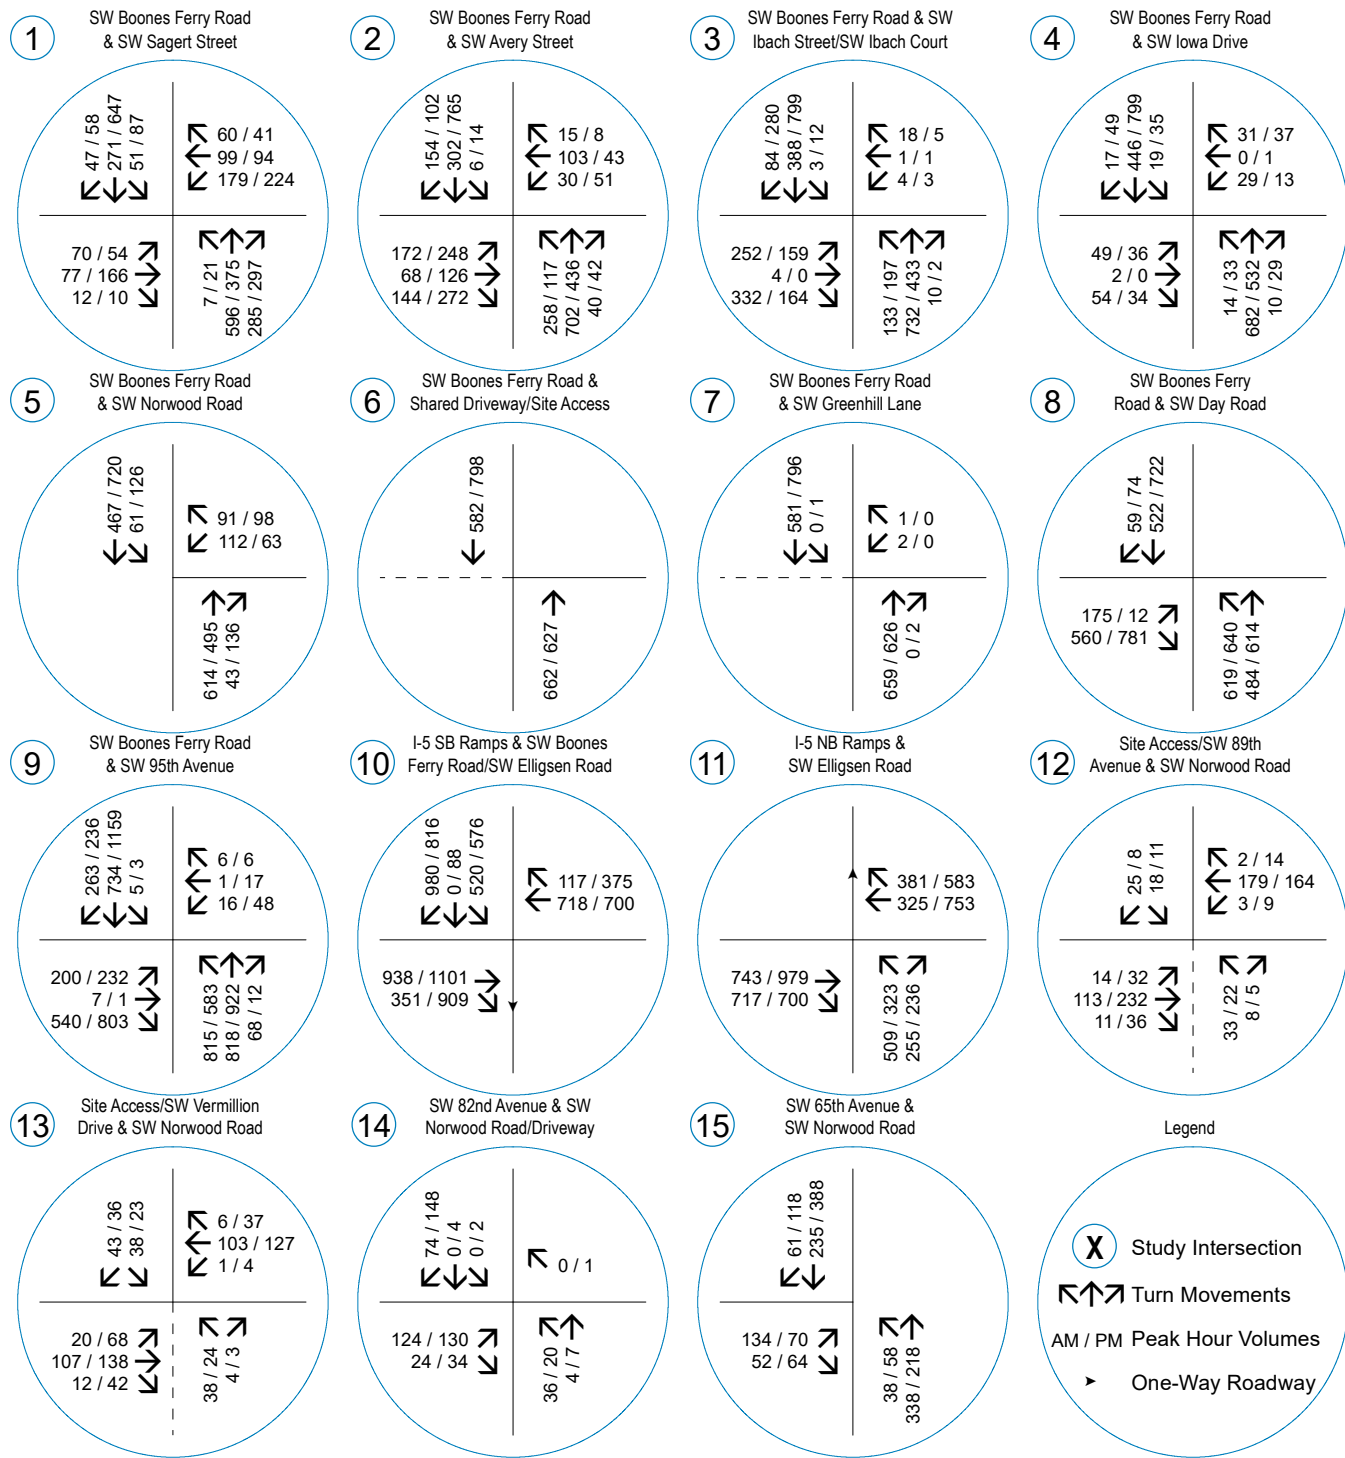 1
SW Boones Ferry Road
& SW Sagert Street
47 / 58
271 / 647
51 / 87
60 / 41
99 / 94
179 / 224
70 / 54
77 / 166
12 / 10
7 / 21
596 / 375
285 / 297
2
SW Boones Ferry Road
& SW Avery Street
154 / 102
302 / 765
6 / 14
15 / 8
103 / 43
30 / 51
172 / 248
68 / 126
144 / 272
258 / 117
702 / 436
40 / 42
3
SW Boones Ferry Road & SW
Ibach Street/SW Ibach Court
84 / 280
388 / 799
3 / 12
18 / 5
1 / 1
4 / 3
252 / 159
4 / 0
332 / 164
133 / 197
732 / 433
10 / 2
4
SW Boones Ferry Road
& SW Iowa Drive
17 / 49
446 / 799
19 / 35
31 / 37
0 / 1
29 / 13
49 / 36
2 / 0
54 / 34
14 / 33
682 / 532
10 / 29
5
SW Boones Ferry Road
& SW Norwood Road
467 / 720
61 / 126
91 / 98
112 / 63
614 / 495
43 / 136
6
SW Boones Ferry Road &
Shared Driveway/Site Access
582 / 798
662 / 627
7
SW Boones Ferry Road
& SW Greenhill Lane
581 / 796
0 / 1
1 / 0
2 / 0
659 / 626
0 / 2
8
SW Boones Ferry
Road & SW Day Road
59 / 74
522 / 722
175 / 12
560 / 781
619 / 640
484 / 614
9
SW Boones Ferry Road
& SW 95th Avenue
263 / 236
734 / 1159
5 / 3
6 / 6
1 / 17
16 / 48
200 / 232
7 / 1
540 / 803
815 / 583
818 / 922
68 / 12
10
I-5 SB Ramps & SW Boones
Ferry Road/SW Elligsen Road
980 / 816
0 / 88
520 / 576
117 / 375
718 / 700
938 / 1101
351 / 909
11
I-5 NB Ramps &
SW Elligsen Road
381 / 583
325 / 753
743 / 979
717 / 700
509 / 323
255 / 236
12
Site Access/SW 89th
Avenue & SW Norwood Road
25 / 8
18 / 11
2 / 14
179 / 164
3 / 9
14 / 32
113 / 232
11 / 36
33 / 22
8 / 5
13
Site Access/SW Vermillion
Drive & SW Norwood Road
43 / 36
38 / 23
6 / 37
103 / 127
1 / 4
20 / 68
107 / 138
12 / 42
38 / 24
4 / 3
14
SW 82nd Avenue & SW
Norwood Road/Driveway
74 / 148
0 / 4
0 / 2
0 / 1
124 / 130
24 / 34
36 / 20
4 / 7
15
SW 65th Avenue &
SW Norwood Road
61 / 118
235 / 388
134 / 70
52 / 64
38 / 58
338 / 218
Legend
X Study Intersection
Turn Movements
AM / PM Peak Hour Volumes
One-Way Roadway